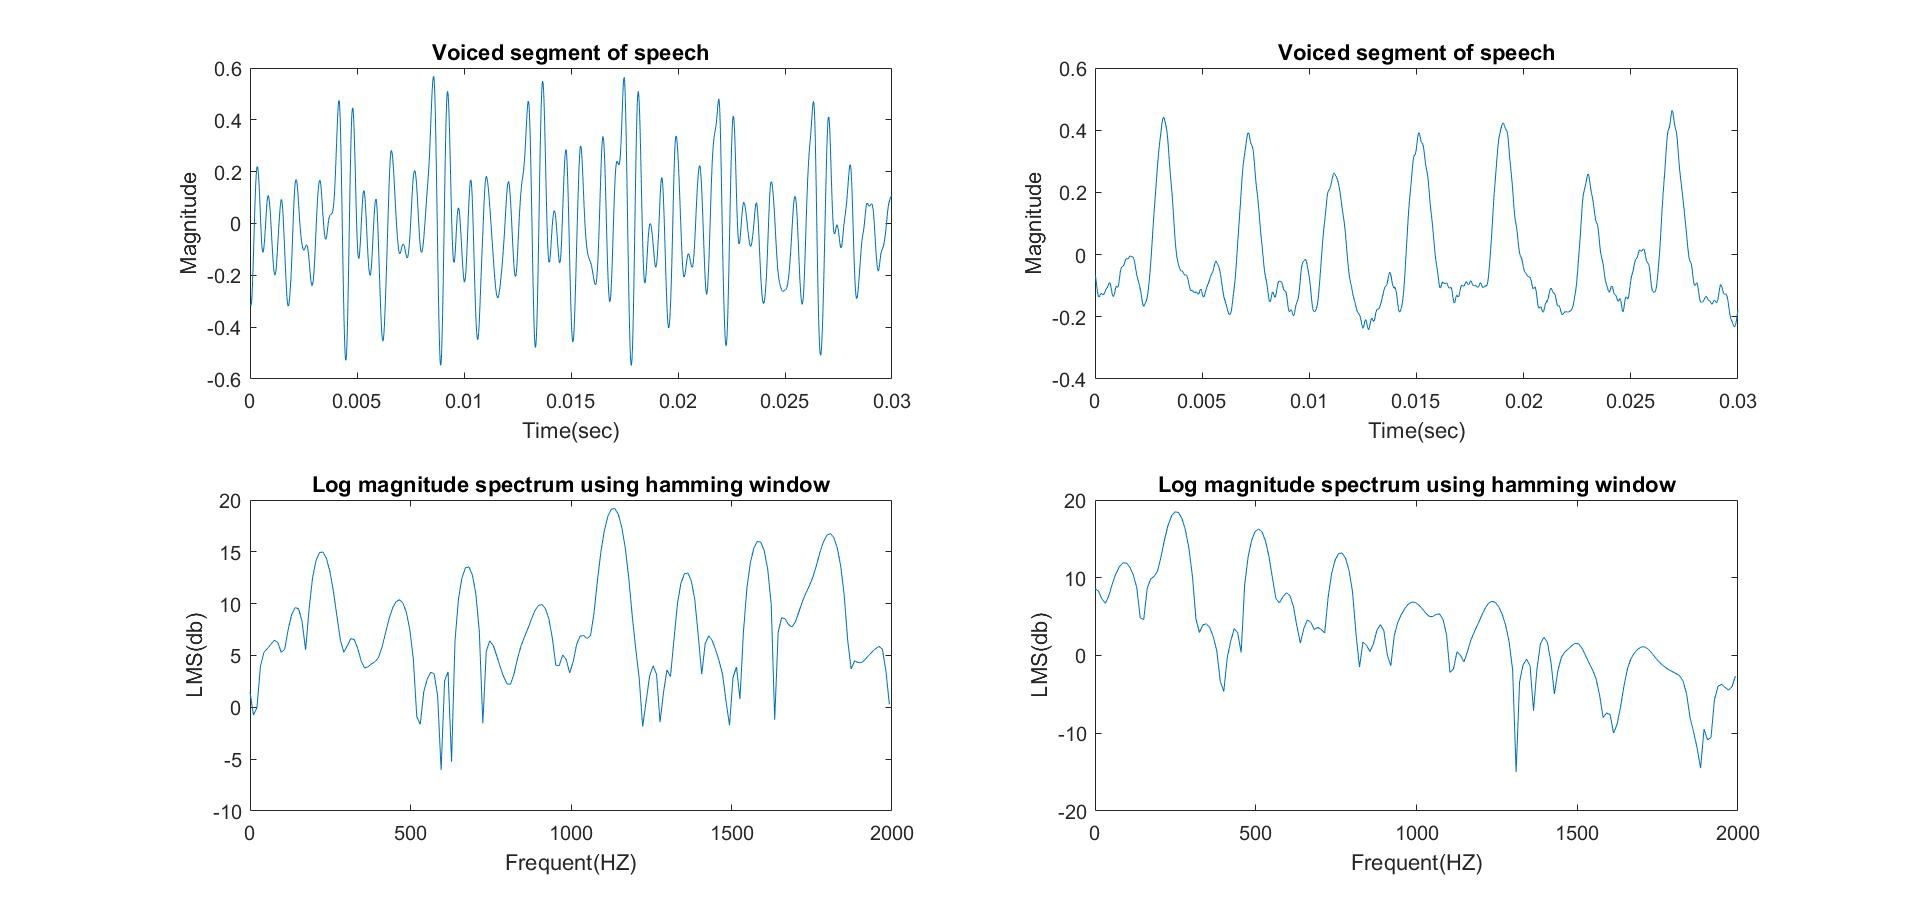 Voiced segment of speech
0.6
0.4
0.2
0
-0.2
-0.4
-0.6
Magnitude
0 0.005 0.01 0.015 0.02 0.025 0.03
Time(sec)
Voiced segment of speech
0.6
0.4
0.2
0
-0.2
-0.4
Magnitude
0 0.005 0.01 0.015 0.02 0.025 0.03
Time(sec)
Log magnitude spectrum using hamming window
20
15
10
5
0
-5
-10
LMS(db)
0 500 1000 1500 2000
Frequent(HZ)
Log magnitude spectrum using hamming window
20
10
0
-10
-20
LMS(db)
0 500 1000 1500 2000
Frequent(HZ)